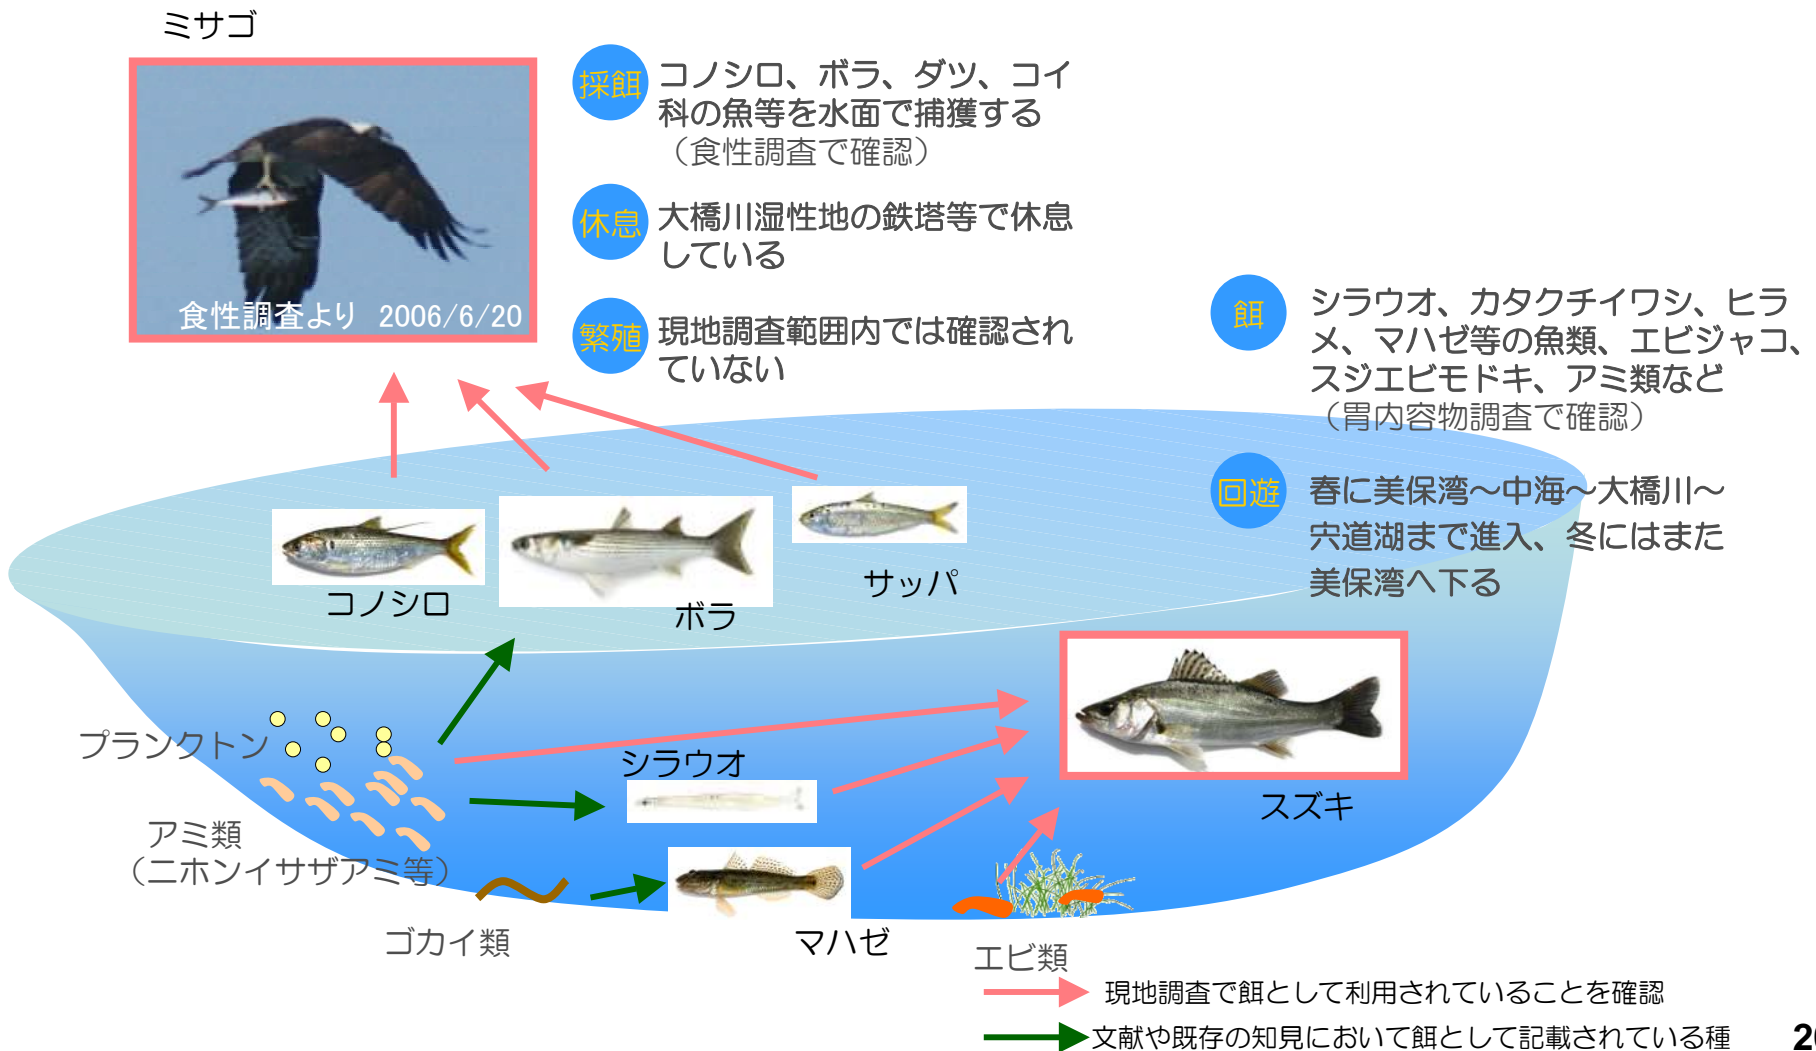 ミサゴ
食性調査より 2006/6/20
採餌
コノシロ、ボラ、ダツ、コイ
科の魚等を水面で捕獲する
（食性調査で確認）
休息
大橋川湿性地の鉄塔等で休息
している
繁殖
現地調査範囲内では確認され
ていない
餌
シラウオ、カタクチイワシ、ヒラ
メ、マハゼ等の魚類、エビジャコ、
スジエビモドキ、アミ類など
（胃内容物調査で確認）
回遊
春に美保湾～中海～大橋川～
宍道湖まで進入、冬にはまた
美保湾へ下る
コノシロ
ボラ
サッパ
プランクトン
シラウオ
スズキ
アミ類
（ニホンイサザアミ等）
ゴカイ類
マハゼ
エビ類
現地調査で餌として利用されていることを確認
文献や既存の知見において餌として記載されている種